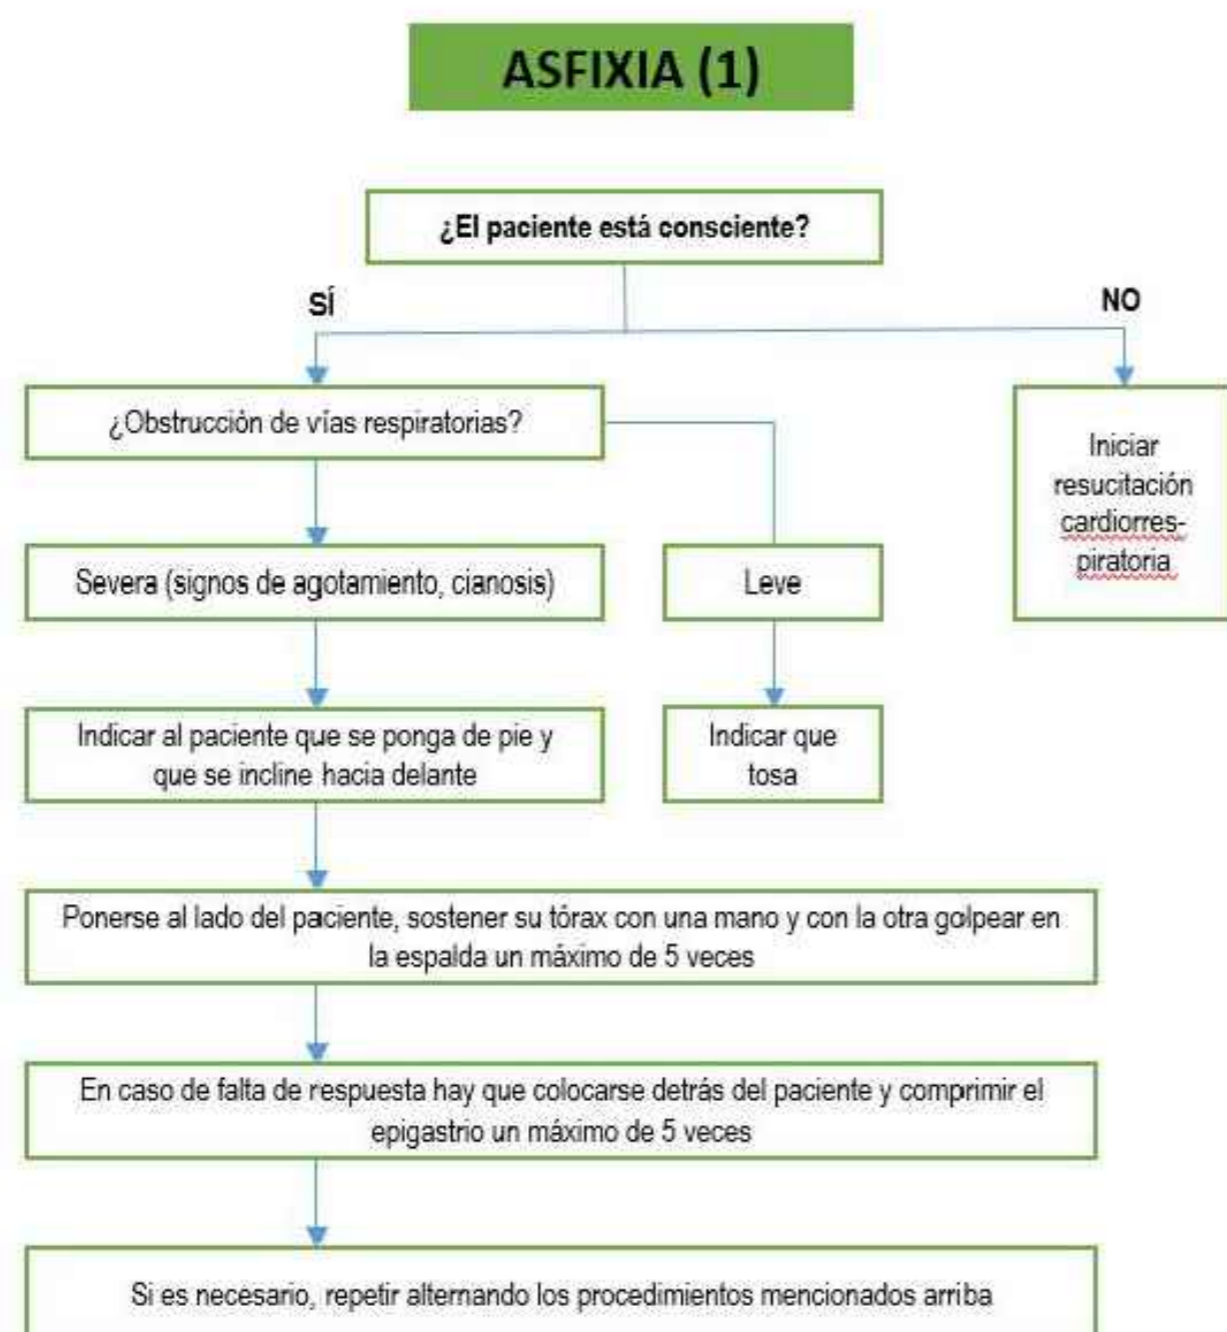 ASFIXIA (1)
¿El paciente está consciente?
SÍ
NO
¿Obstrucción de vías respiratorias?
Iniciar
resucitación
cardiorres-
piratoria
Severa (signos de agotamiento, cianosis)
Leve
Indicar al paciente que se ponga de pie y
que se incline hacia delante
Indicar que
tosa
Ponerse al lado del paciente, sostener su tórax con una mano y con la otra golpear en
la espalda un máximo de 5 veces
En caso de falta de respuesta hay que colocarse detrás del paciente y comprimir el
epigastrio un máximo de 5 veces
Si es necesario, repetir alternando los procedimientos mencionados arriba